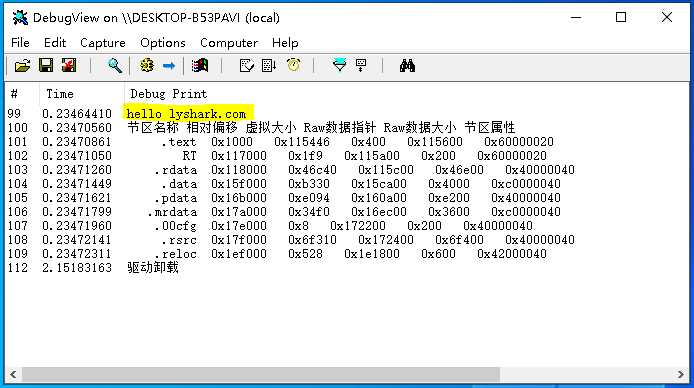 DebugView on \\DESKTOP-B53PAVI (local)
File Edit Capture Options Computer Help
# Time Debug Print
99 0.23464410 hello lyshark.com
100 0.23470560 节区名称 相对偏移 虚拟大小 Raw数据指针 Raw数据大小 节区属性
101 0.23470861 .text 0x1000 0x115446 0x400 0x115600 0x60000020
102 0.23471050 RT 0x117000 0x1f9 0x115a00 0x200 0x60000020
103 0.23471260 .rdata 0x118000 0x46c40 0x115c00 0x46e00 0x40000040
104 0.23471449 .data 0x15f000 0xb330 0x15ca00 0x4000 0xc0000040
105 0.23471621 .pdata 0x16b000 0xe094 0x160a00 0xe200 0x40000040
106 0.23471799 .mrdata 0x17a000 0x34f0 0x16ec00 0x3600 0xc0000040
107 0.23471960 .00cfg 0x17e000 0x8 0x172200 0x200 0x40000040
108 0.23472141 .rsrc 0x17f000 0x6f310 0x172400 0x6f400 0x40000040
109 0.23472311 .reloc 0x1ef000 0x528 0x1e1800 0x600 0x42000040
112 2.15183163 驱动卸载